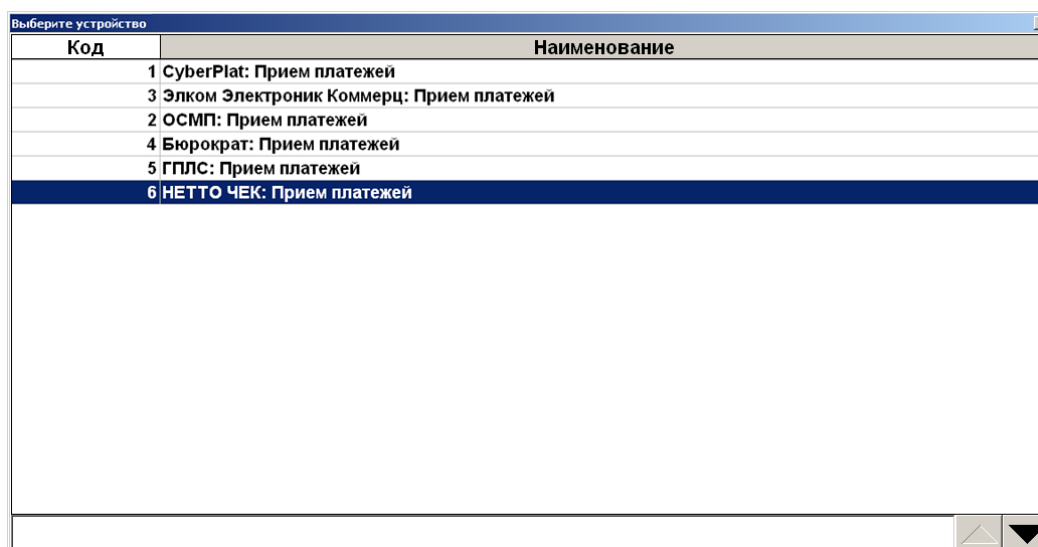 Выберите устройство
Код Наименование
1 CyberPlat: Прием платежей
3 Элком Электроник Коммерц: Прием платежей
2 ОСМП: Прием платежей
4 Бюрократ: Прием платежей
5 ГПЛС: Прием платежей
6 НЕТТО ЧЕК: Прием платежей